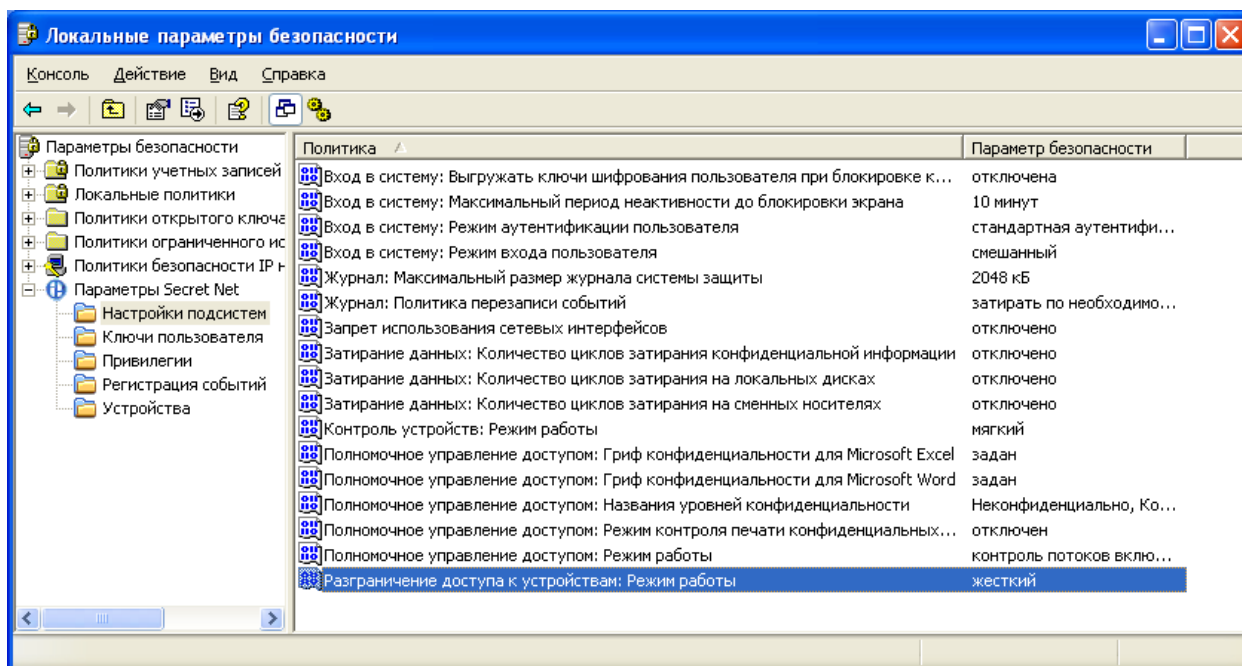 Локальные параметры безопасности
Консоль Действие Вид Справка
Параметры безопасности
Политики учетных записей
Локальные политики
Политики открытого ключа
Политики ограниченного ис
Политики безопасности IP н
Параметры Secret Net
Настройки подсистем
Ключи пользователя
Привилегии
Регистрация событий
Устройства
Политика Параметр безопасности
Вход в систему: Выгружать ключи шифрования пользователя при блокировке к... отключена
Вход в систему: Максимальный период неактивности до блокировки экрана 10 минут
Вход в систему: Режим аутентификации пользователя стандартная аутентифи...
Вход в систему: Режим входа пользователя смешанный
Журнал: Максимальный размер журнала системы защиты 2048 кБ
Журнал: Политика перезаписи событий затирать по необходимо...
Запрет использования сетевых интерфейсов отключено
Затирание данных: Количество циклов затирания конфиденциальной информации отключено
Затирание данных: Количество циклов затирания на локальных дисках отключено
Затирание данных: Количество циклов затирания на сменных носителях отключено
Контроль устройств: Режим работы мягкий
Полномочное управление доступом: Гриф конфиденциальности для Microsoft Excel задан
Полномочное управление доступом: Гриф конфиденциальности для Microsoft Word задан
Полномочное управление доступом: Названия уровней конфиденциальности Неконфиденциально, Ко...
Полномочное управление доступом: Режим контроля печати конфиденциальных... отключен
Полномочное управление доступом: Режим работы контроль потоков вклю...
Разграничение доступа к устройствам: Режим работы жесткий